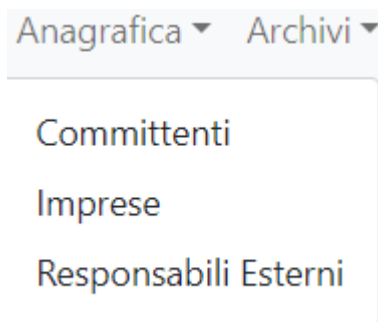 Anagrafica Archivi
Committenti
Imprese
Responsabili Esterni